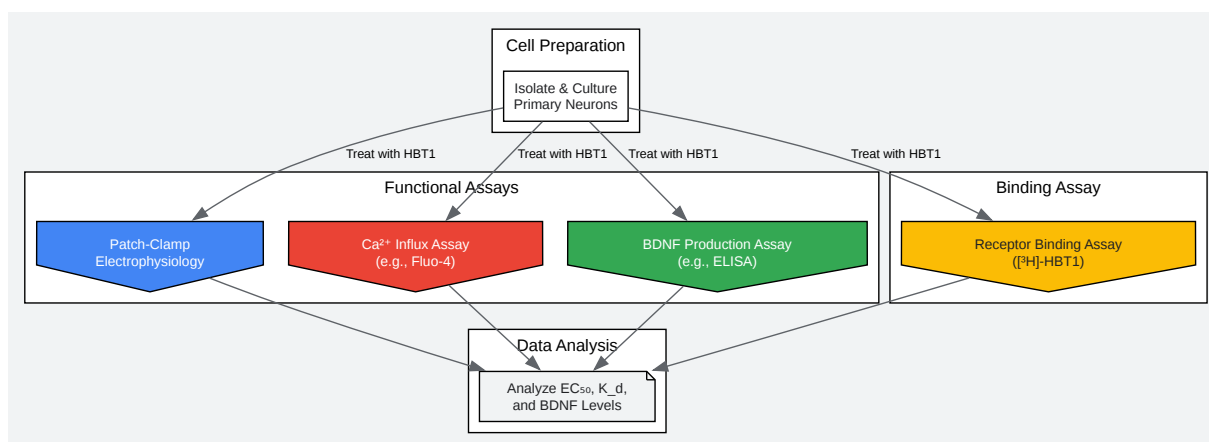 Cell Preparation
Isolate & Culture
Primary Neurons
Treat with HBT1
Treat with HBT1
Treat with HBT1
Treat with HBT1
Functional Assays
Binding Assay
Patch-Clamp
Electrophysiology
Ca²⁺ Influx Assay
(e.g., Fluo-4)
BDNF Production Assay
(e.g., ELISA)
Receptor Binding Assay
([³H]-HBT1)
Data Analysis
Analyze EC₅₀, K_d,
and BDNF Levels